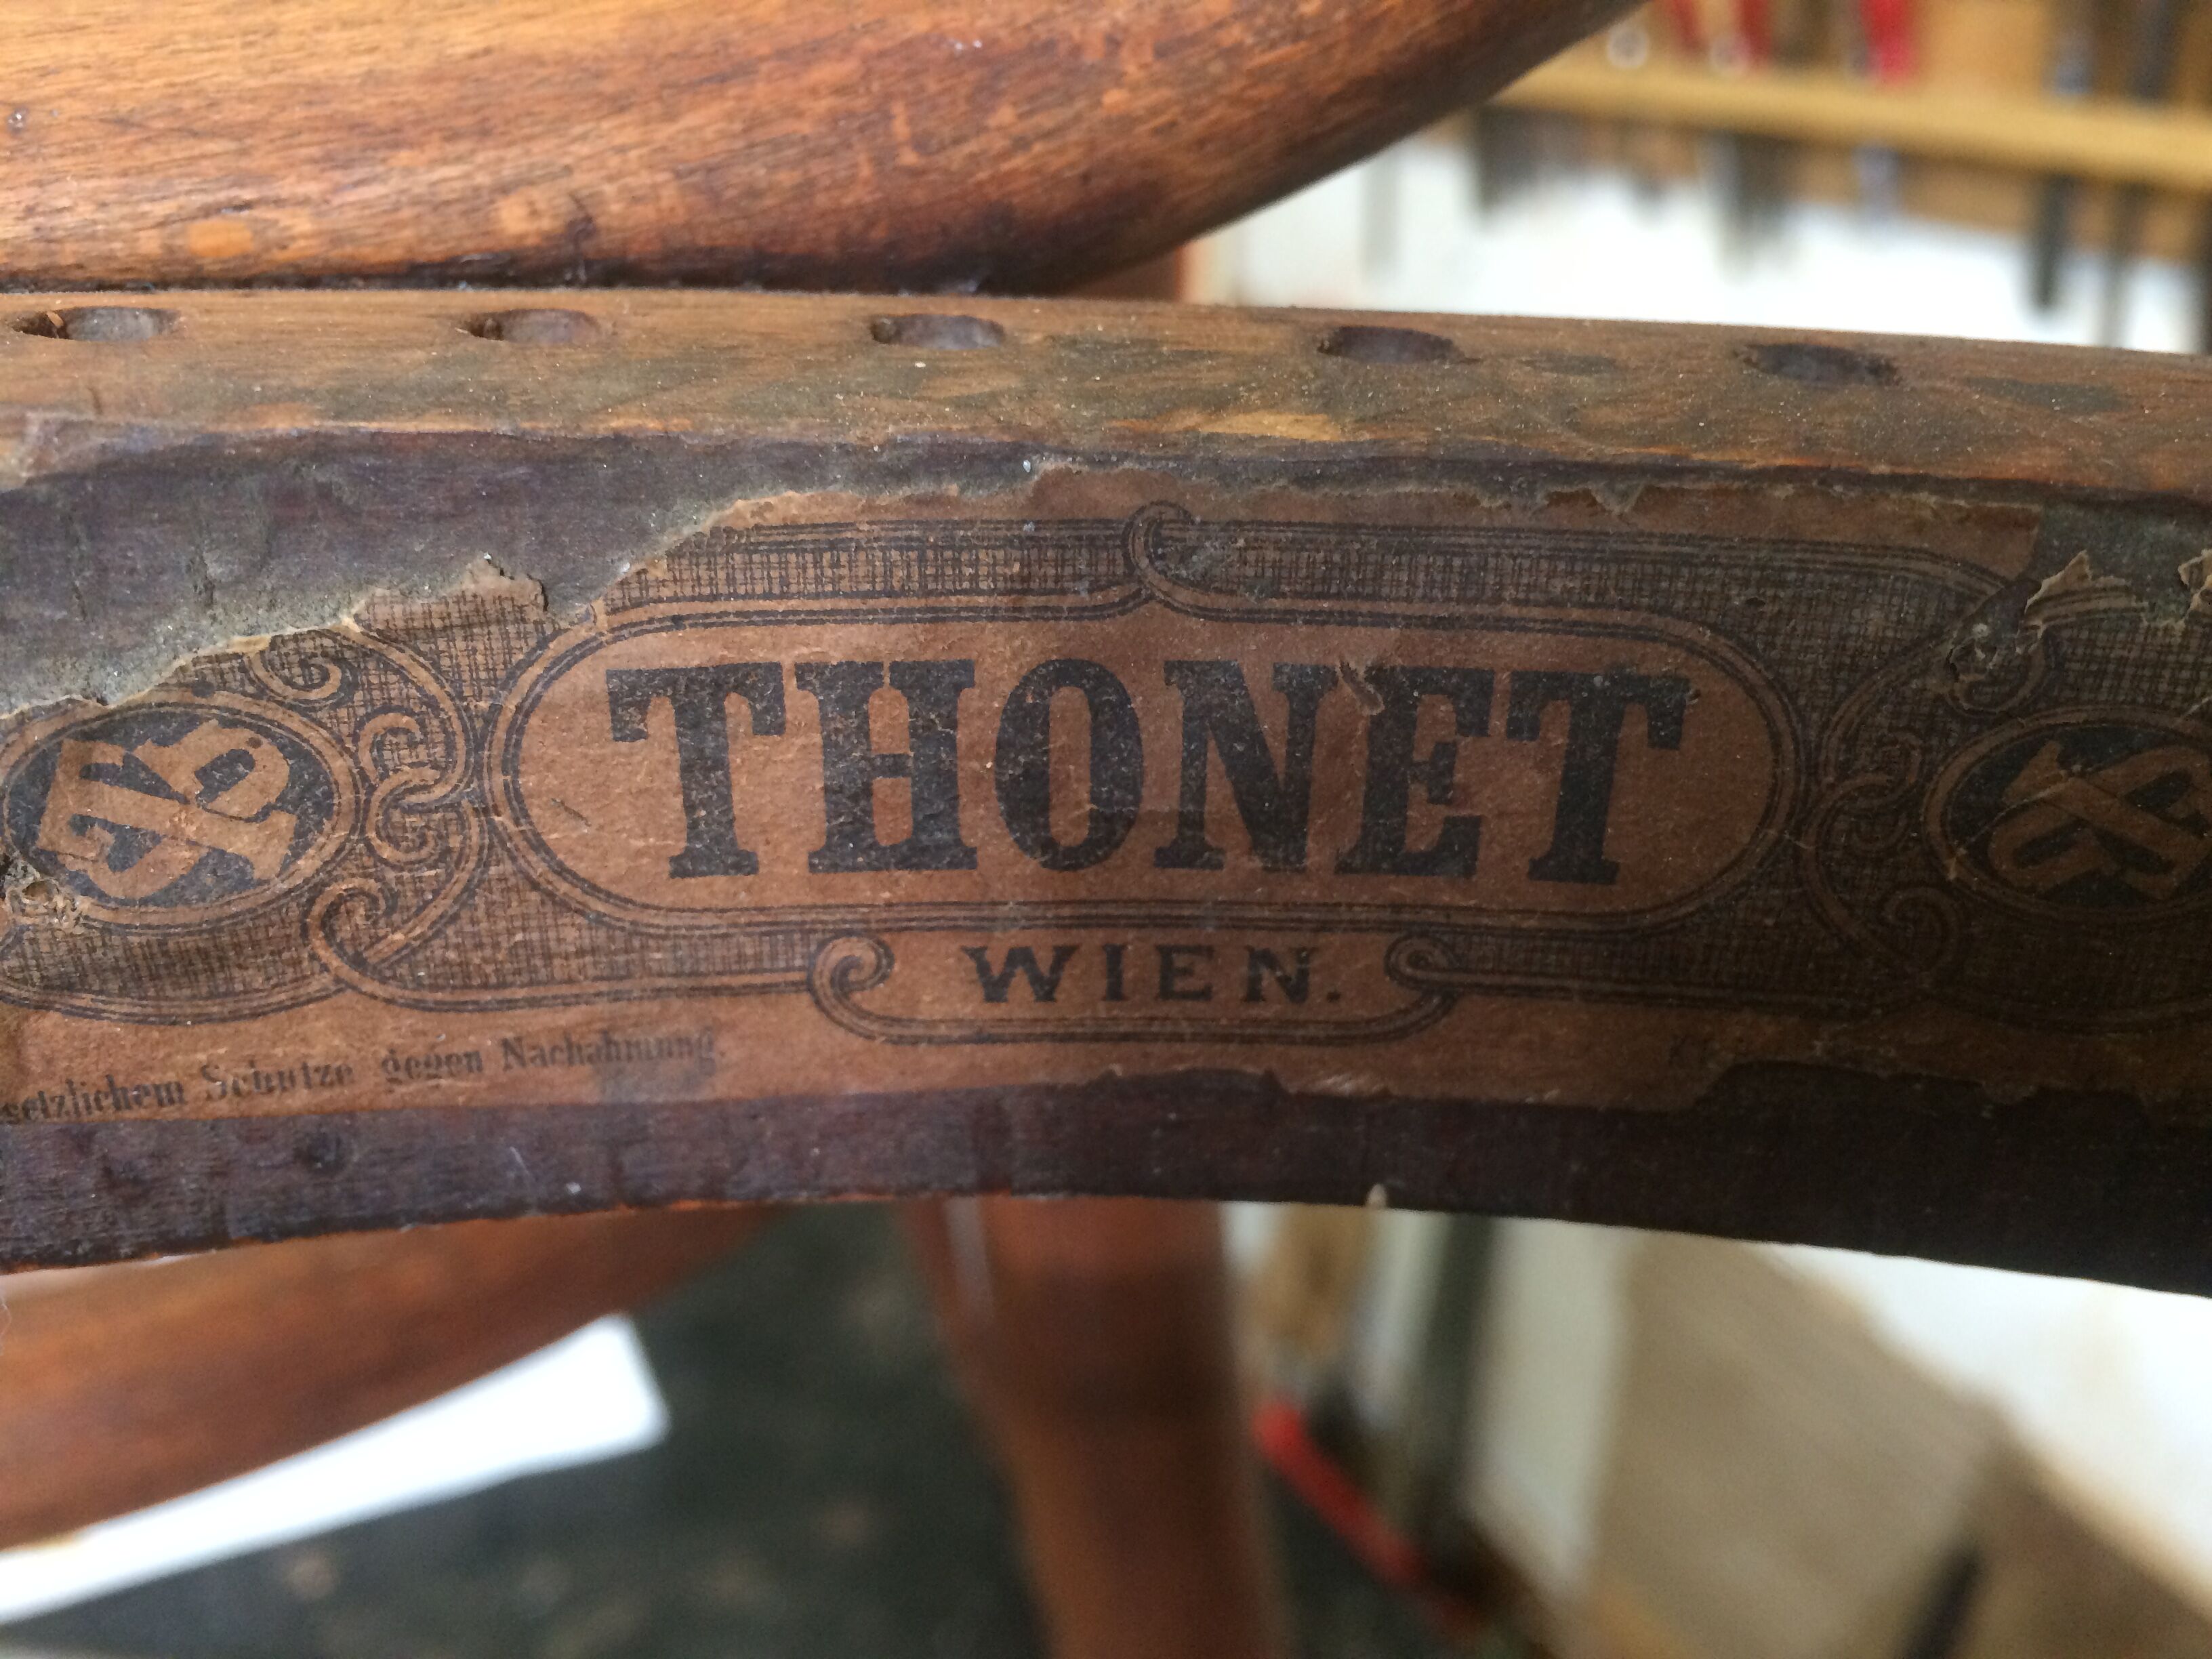 THONET
WIEN.
setzlichem Schutze gegen Nachahmung.